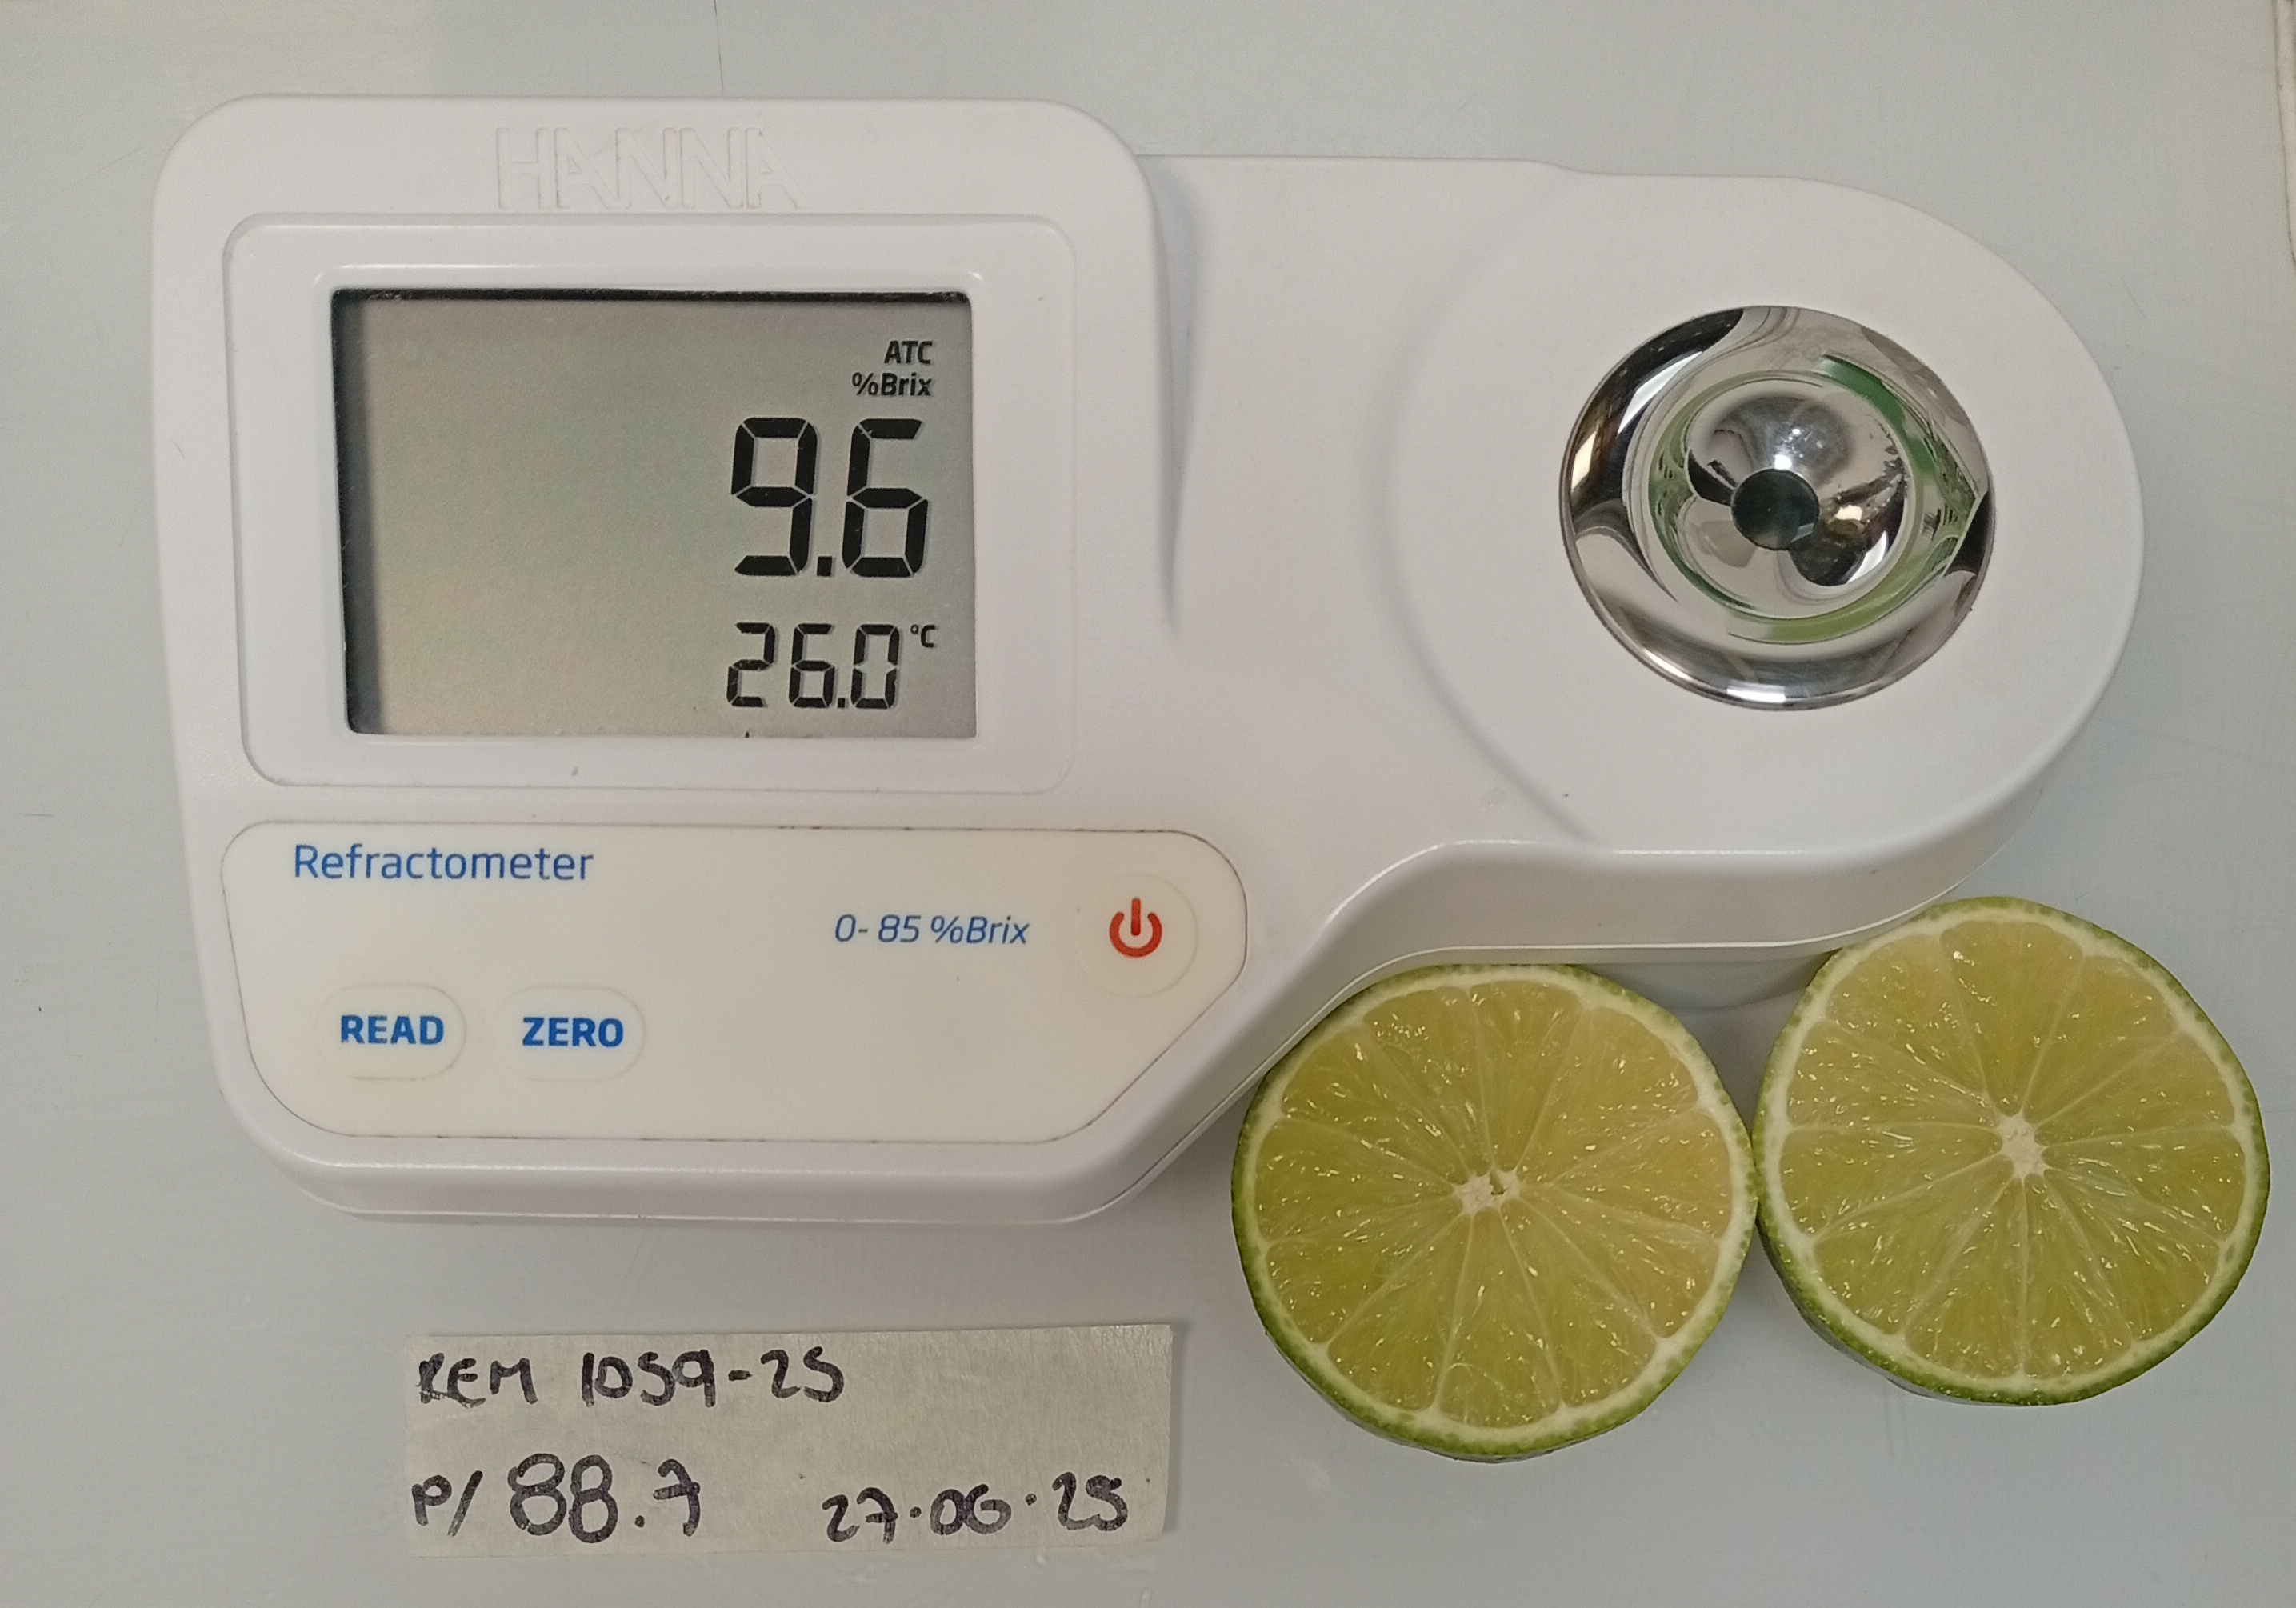 HANNA
ATC
%Brix
9.6
26.0 °C
Refractometer
0-85 %Brix
READ ZERO
REM 1059-25
P/ 88.7 27.06.25